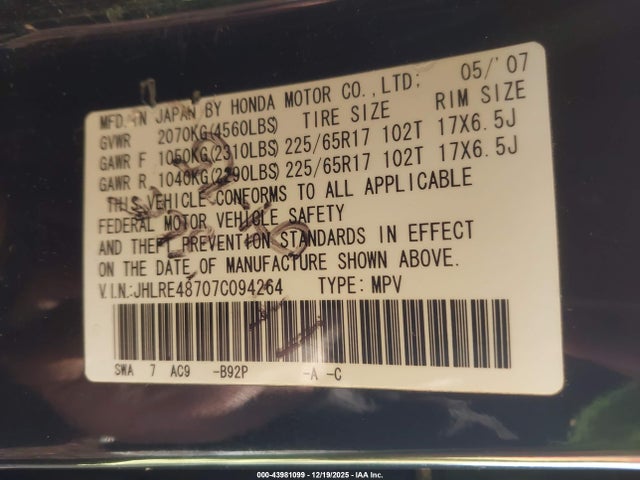 MFD. IN JAPAN BY HONDA MOTOR CO., LTD; 05/'07
GVWR 2070KG(4560LBS) TIRE SIZE RIM SIZE
GAWR F 1050KG(2310LBS) 225/65R17 102T 17X6.5J
GAWR R 1040KG(2290LBS) 225/65R17 102T 17X6.5J
THIS VEHICLE CONFORMS TO ALL APPLICABLE
FEDERAL MOTOR VEHICLE SAFETY
AND THEFT PREVENTION STANDARDS IN EFFECT
ON THE DATE OF MANUFACTURE SHOWN ABOVE.
V.I.N.:JHLRE48707C094264 TYPE: MPV
SWA 7 AC9 -B92P -A -C
000-43981099 - 12/19/2025 - IAA Inc.